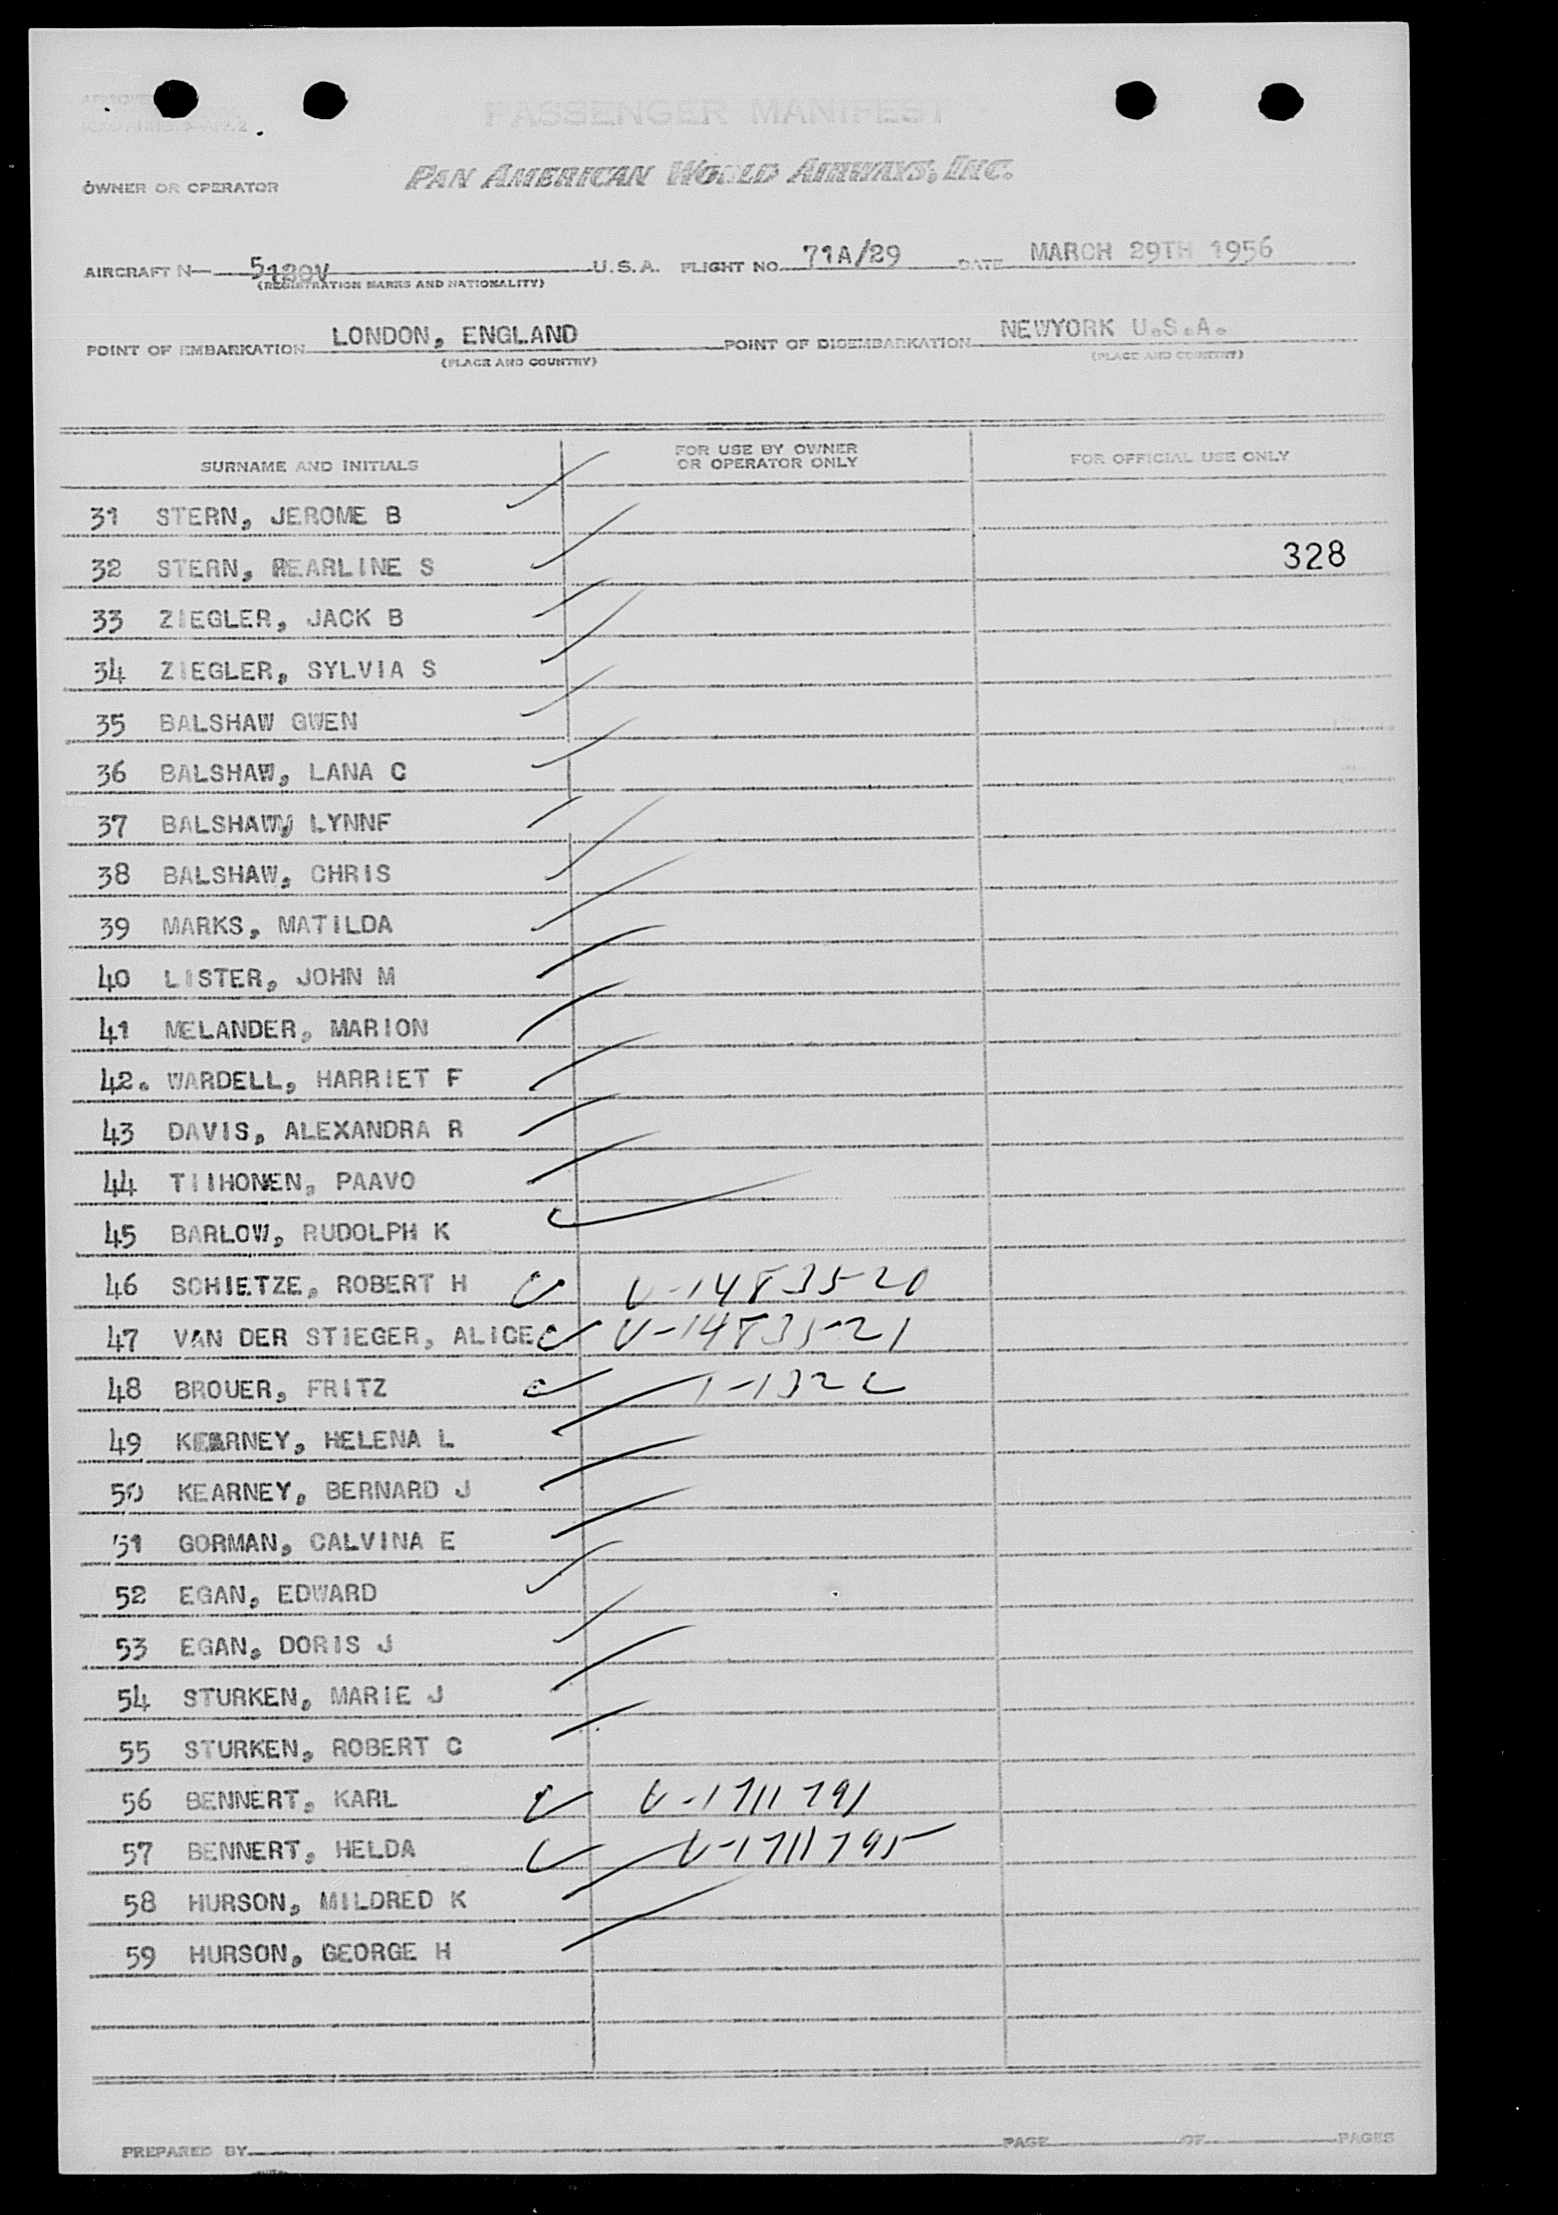 PASSENGER MANIFEST
PAN AMERICAN WORLD AIRWAYS, INC.
OWNER OR OPERATOR
AIRCRAFT N- 5120V U.S.A. FLIGHT NO. 71A/29 DATE MARCH 29TH 1956
(REGISTRATION MARKS AND NATIONALITY)
POINT OF EMBARKATION LONDON, ENGLAND POINT OF DISEMBARKATION NEWYORK U.S.A.
(PLACE AND COUNTRY) (PLACE AND COUNTRY)
SURNAME AND INITIALS FOR USE BY OWNER OR OPERATOR ONLY FOR OFFICIAL USE ONLY
31 STERN, JEROME B
32 STERN, PEARLINE S 328
33 ZIEGLER, JACK B
34 ZIEGLER, SYLVIA S
35 BALSHAW GWEN
36 BALSHAW, LANA C
37 BALSHAW, LYNNF
38 BALSHAW, CHRIS
39 MARKS, MATILDA
40 LISTER, JOHN M
41 MELANDER, MARION
42. WARDELL, HARRIET F
43 DAVIS, ALEXANDRA R
44 TIIHONEN, PAAVO
45 BARLOW, RUDOLPH K
46 SCHIETZE, ROBERT H V-1483520
47 VAN DER STIEGER, ALICE V-1483521
48 BROUER, FRITZ
49 KEARNEY, HELENA L
50 KEARNEY, BERNARD J
51 GORMAN, CALVINA E
52 EGAN, EDWARD
53 EGAN, DORIS J
54 STURKEN, MARIE J
55 STURKEN, ROBERT C
56 BENNERT, KARL V-1711791
57 BENNERT, HELDA V-1711795
58 HURSON, MILDRED K
59 HURSON, GEORGE H
PREPARED BY PAGE OF PAGES